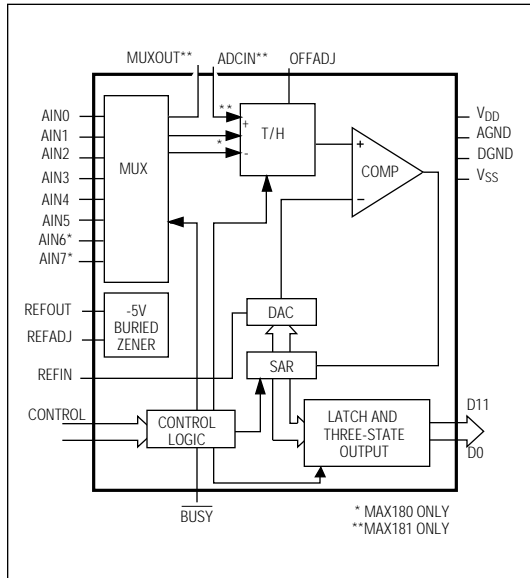 MUXOUT** ADCIN** OFFADJ
AIN0
AIN1
AIN2
AIN3
AIN4
AIN5
AIN6*
AIN7*
MUX
**
+
*
-
T/H
+
-
COMP
VDD
AGND
DGND
VSS
REFOUT
REFADJ
-5V
BURIED
ZENER
REFIN
DAC
SAR
CONTROL
CONTROL
LOGIC
LATCH AND
THREE-STATE
OUTPUT
D11
D0
BUSY
* MAX180 ONLY
**MAX181 ONLY